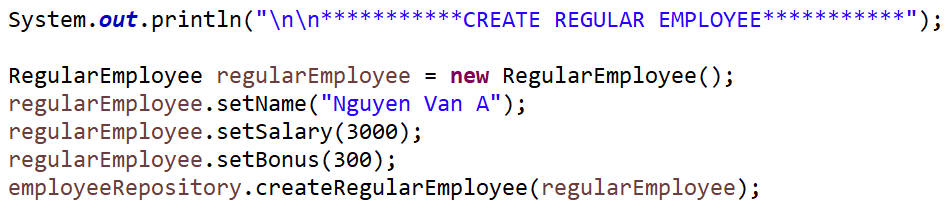 System.out.println("\n\n***********CREATE REGULAR EMPLOYEE***********");
RegularEmployee regularEmployee = new RegularEmployee();
regularEmployee.setName("Nguyen Van A");
regularEmployee.setSalary(3000);
regularEmployee.setBonus(300);
employeeRepository.createRegularEmployee(regularEmployee);